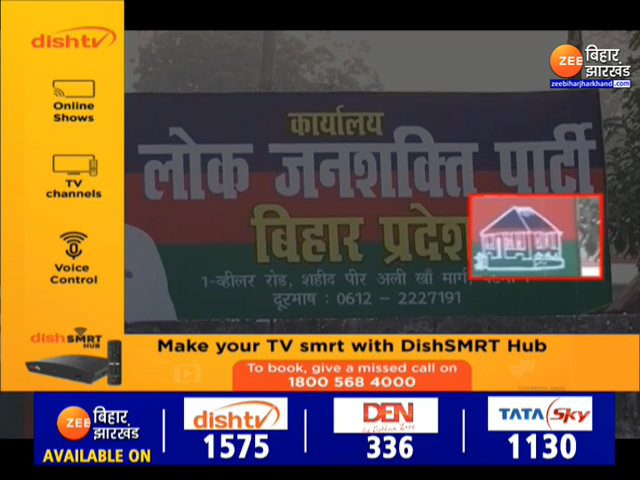 dishtv
Online
Shows
TV
channels
Voice
Control
dishSMRT
HUB
ZEE बिहार
झारखंड
zeebiharjharkhand.com
कार्यालय
लोक जनशक्ति पार्टी
बिहार प्रदेश
1-व्हीलर रोड, शहीद पीर अली खाँ मार्ग,
दूरभाष : 0612 - 2227191
Make your TV smrt with DishSMRT Hub
To book, give a missed call on
1800 568 4000
ZEE बिहार
झारखंड
AVAILABLE ON
dishtv
1575
DEN
336
TATA Sky
1130